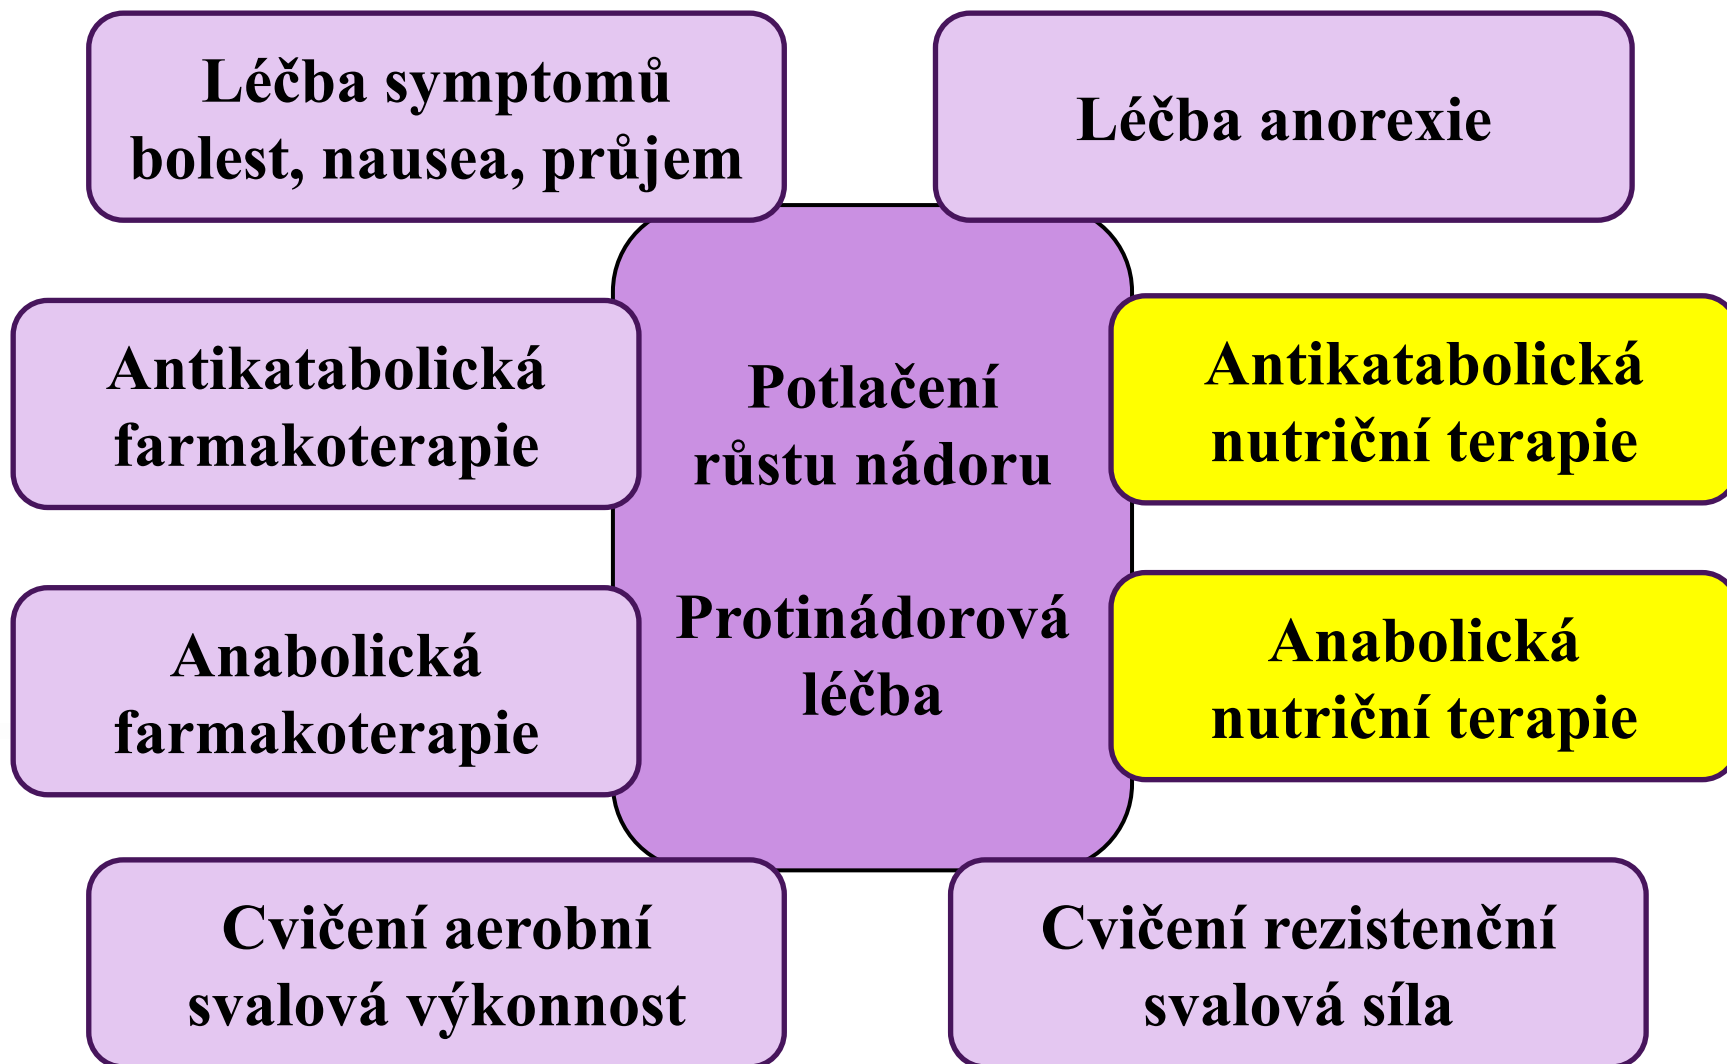 Léčba symptomů
bolest, nausea, průjem
Léčba anorexie
Antikatabolická
farmakoterapie
Potlačení
růstu nádoru
Protinádorová
léčba
Antikatabolická
nutriční terapie
Anabolická
farmakoterapie
Anabolická
nutriční terapie
Cvičení aerobní
svalová výkonnost
Cvičení rezistenční
svalová síla